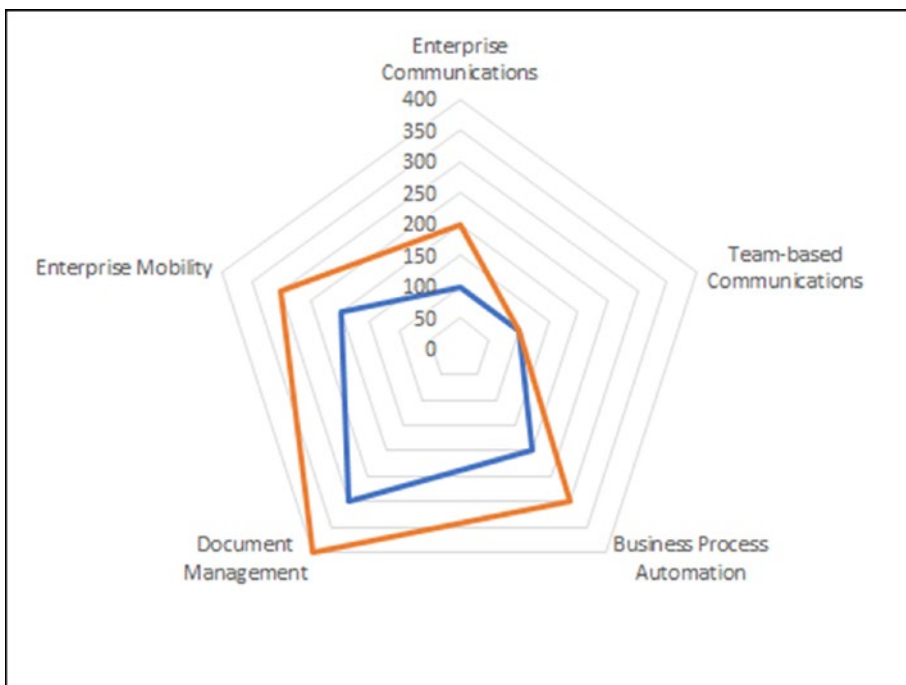 Enterprise
Communications
400
350
300
250
200
150
100
50
0
Team-based
Communications
Enterprise Mobility
Document
Management
Business Process
Automation